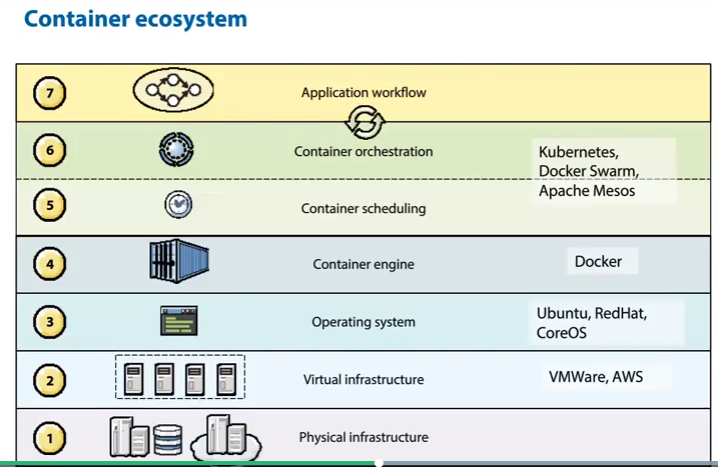 Container ecosystem
7
Application workflow
6
Container orchestration
Kubernetes,
Docker Swarm,
Apache Mesos
5
Container scheduling
4
Container engine
Docker
3
Operating system
Ubuntu, RedHat,
CoreOS
2
Virtual infrastructure
VMWare, AWS
1
Physical infrastructure